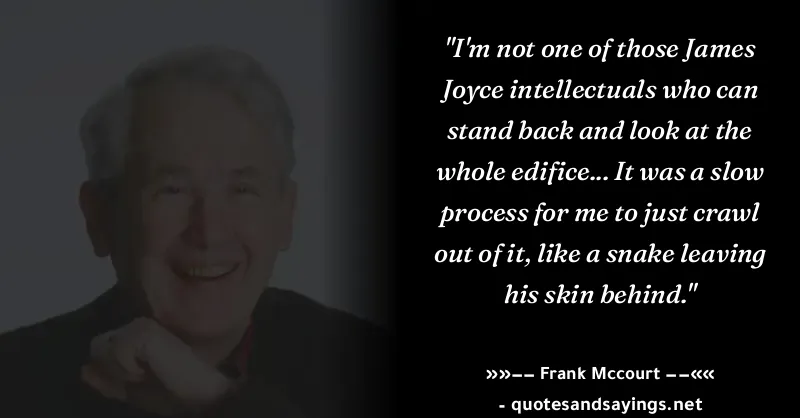 "I'm not one of those James
Joyce intellectuals who can
stand back and look at the
whole edifice... It was a slow
process for me to just crawl
out of it, like a snake leaving
his skin behind."
»»−− Frank Mccourt −−««
- quotesandsayings.net